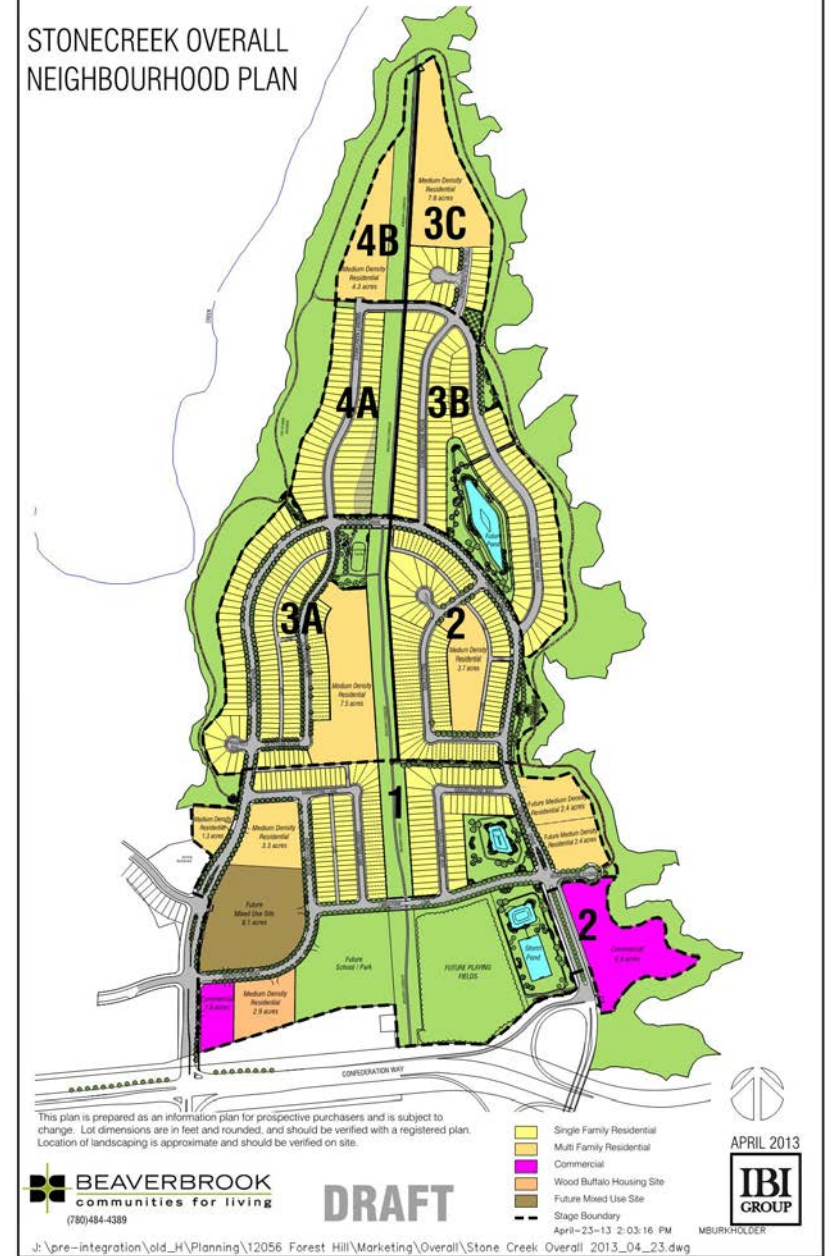 STONECREEK OVERALL
NEIGHBOURHOOD PLAN
Medium Density
Residential
7.8 acres
3C
4B
Medium Density
Residential
4.3 acres
CREEK
4A
3B
Future
Pond
3A
2
Medium Density
Residential
3.7 acres
Medium Density
Residential
7.5 acres
1
Future Medium Density
Residential 2.4 acres
Future Medium Density
Residential 2.4 acres
Medium Density
Residential
1.3 acres
Medium Density
Residential
3.3 acres
Future
Mixed Use Site
8.1 acres
2
Commercial
Storm
Pond
Future
School / Park
FUTURE PLAYING
FIELDS
Commercial
Medium Density
Residential
2.9 acres
CONFEDERATION WAY
This plan is prepared as an information plan for prospective purchasers and is subject to
change. Lot dimensions are in feet and rounded, and should be verified with a registered plan.
Location of landscaping is approximate and should be verified on site.
BEAVERBROOK
communities for living
(780)484-4389
DRAFT
Single Family Residential
Multi Family Residential
Commercial
Wood Buffalo Housing Site
Future Mixed Use Site
Stage Boundary
April-23-13 2:03:16 PM MBURKHOLDER
APRIL 2013
IBI
GROUP
J:\pre-integration\old_H\Planning\12056 Forest Hill\Marketing\Overall\Stone Creek Overall 2013_04_23.dwg